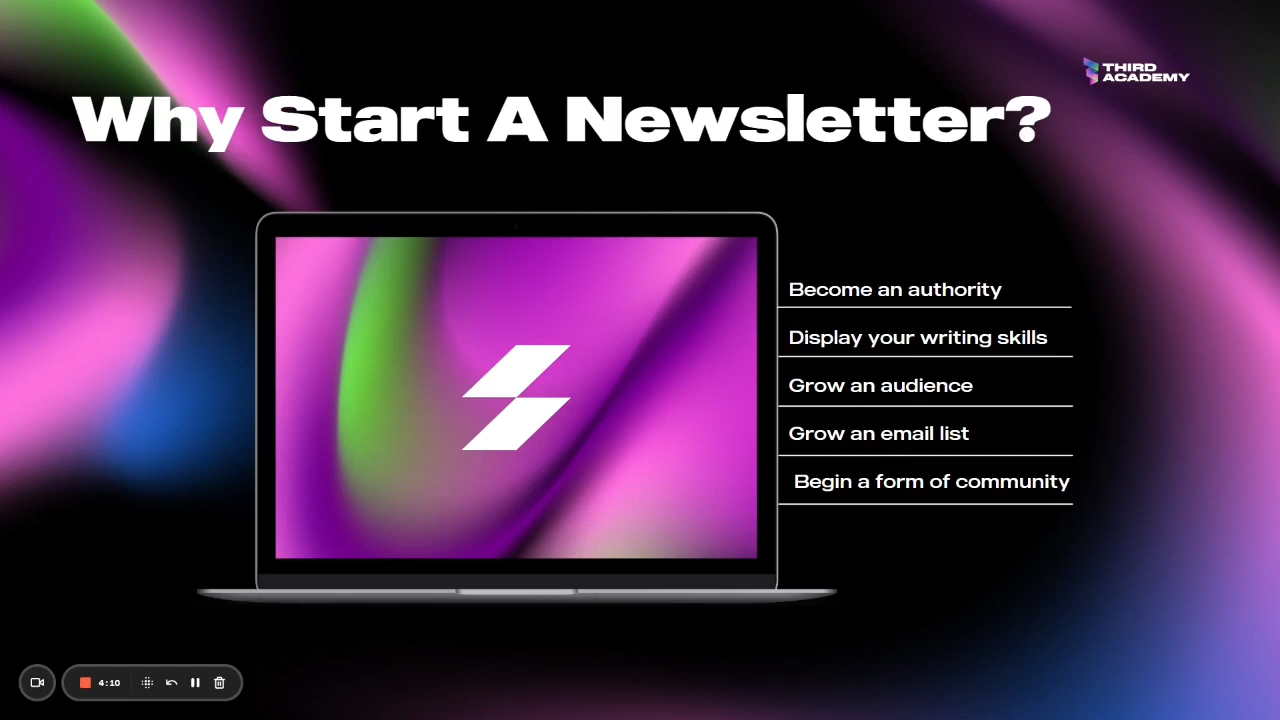 THIRD
ACADEMY
Why Start A Newsletter?
Become an authority
Display your writing skills
Grow an audience
Grow an email list
Begin a form of community
4:10